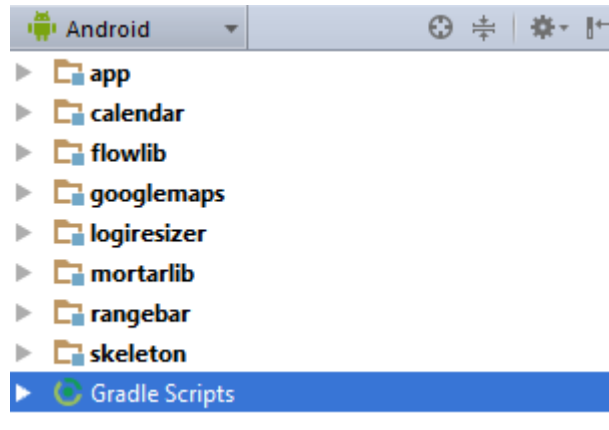 Android
app
calendar
flowlib
googlemaps
logiresizer
mortarlib
rangebar
skeleton
Gradle Scripts